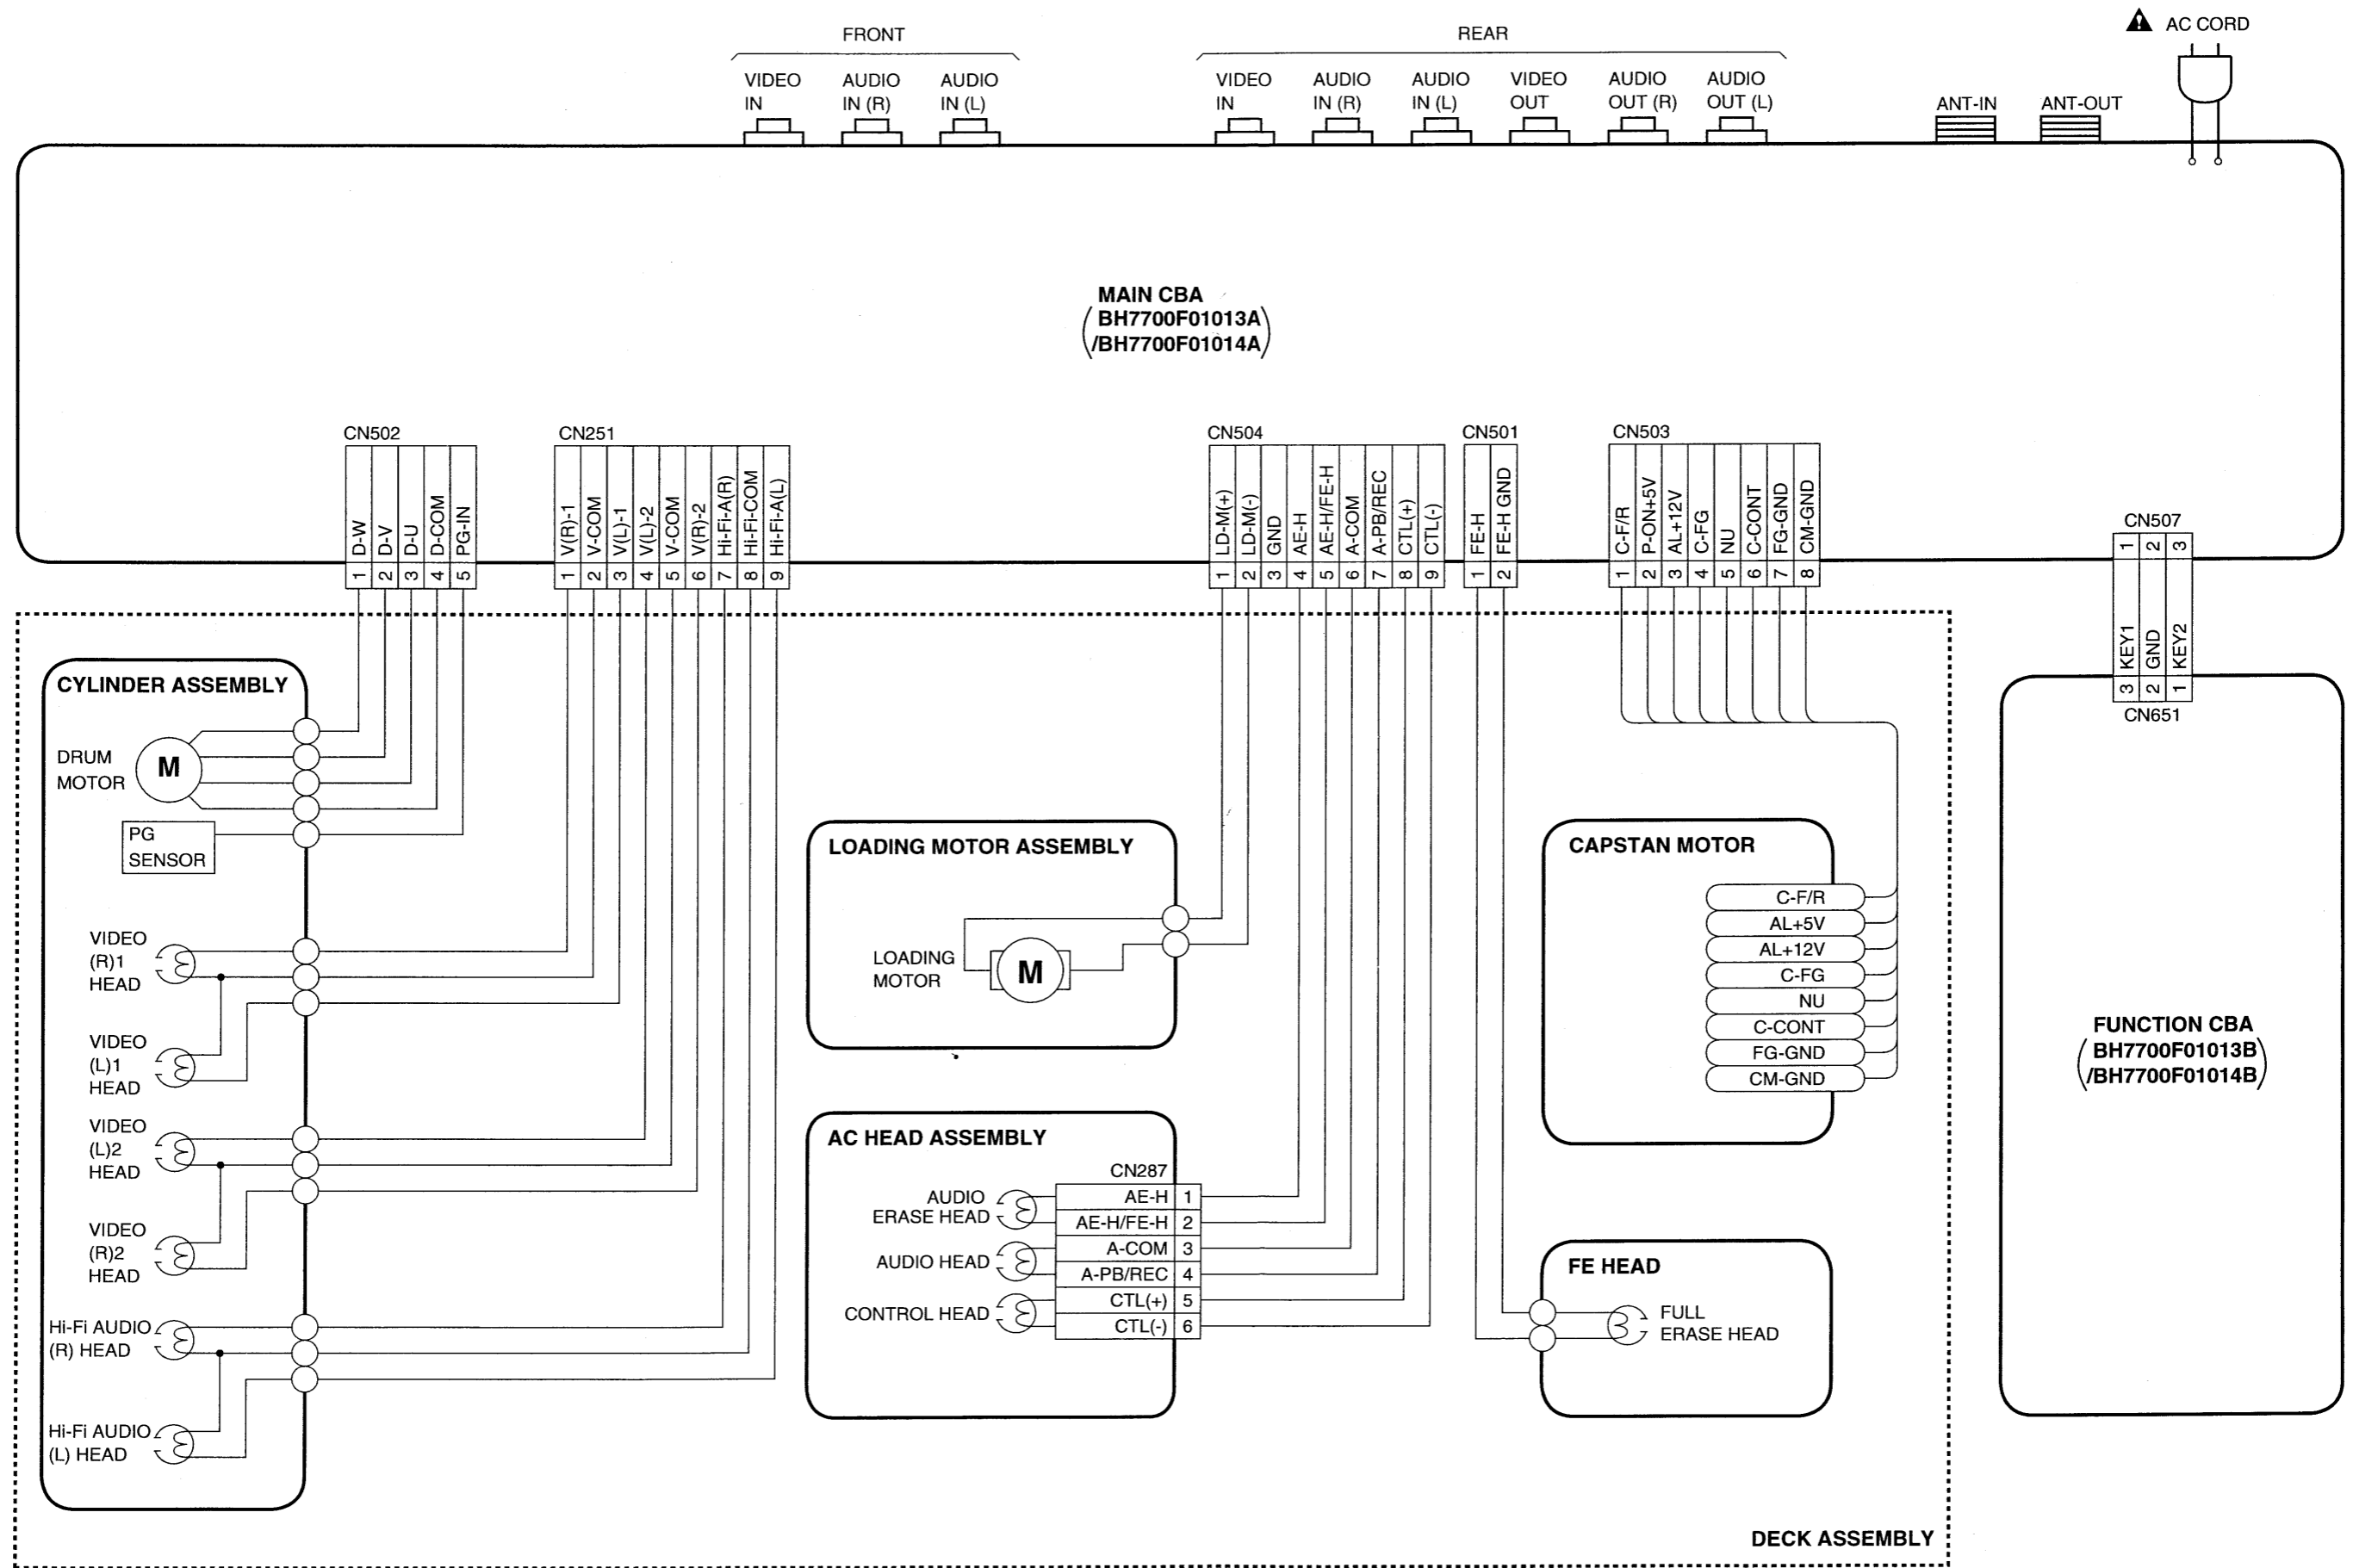 FRONT
REAR
AC CORD
VIDEO
IN
AUDIO
IN (R)
AUDIO
IN (L)
VIDEO
IN
AUDIO
IN (R)
AUDIO
IN (L)
VIDEO
OUT
AUDIO
OUT (R)
AUDIO
OUT (L)
ANT-IN
ANT-OUT
MAIN CBA
(BH7700F01013A
/BH7700F01014A)
CN502
D-W
D-V
D-U
D-COM
PG-IN
1
2
3
4
5
CN251
V(R)-1
V-COM
V(L)-1
V(L)-2
V-COM
V(R)-2
Hi-Fi-A(R)
Hi-Fi-COM
Hi-Fi-A(L)
1
2
3
4
5
6
7
8
9
CN504
LD-M(+)
LD-M(-)
GND
AE-H
AE-H/FE-H
A-COM
A-PB/REC
CTL(+)
CTL(-)
1
2
3
4
5
6
7
8
9
CN501
FE-H
FE-H GND
1
2
CN503
C-F/R
P-ON+5V
AL+12V
C-FG
NU
C-CONT
FG-GND
CM-GND
1
2
3
4
5
6
7
8
CN507
1
2
3
KEY1
GND
KEY2
3
2
1
CN651
CYLINDER ASSEMBLY
DRUM
MOTOR
M
PG
SENSOR
VIDEO
(R)1
HEAD
VIDEO
(L)1
HEAD
VIDEO
(L)2
HEAD
VIDEO
(R)2
HEAD
Hi-Fi AUDIO
(R) HEAD
Hi-Fi AUDIO
(L) HEAD
LOADING MOTOR ASSEMBLY
LOADING
MOTOR
M
AC HEAD ASSEMBLY
CN287
AUDIO
ERASE HEAD
AUDIO HEAD
CONTROL HEAD
AE-H 1
AE-H/FE-H 2
A-COM 3
A-PB/REC 4
CTL(+) 5
CTL(-) 6
CAPSTAN MOTOR
C-F/R
AL+5V
AL+12V
C-FG
NU
C-CONT
FG-GND
CM-GND
FE HEAD
FULL
ERASE HEAD
FUNCTION CBA
(BH7700F01013B
/BH7700F01014B)
DECK ASSEMBLY